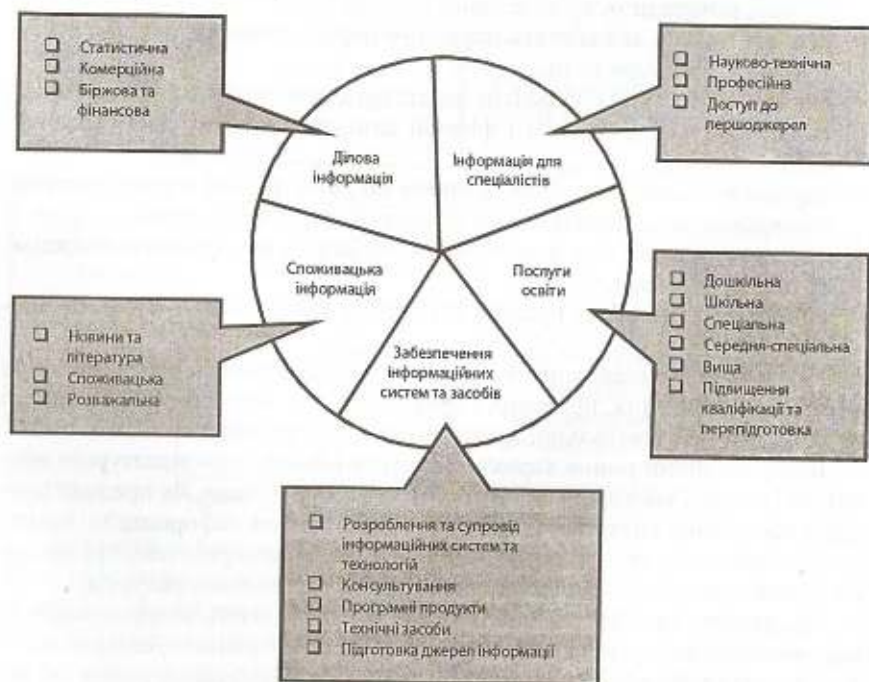 ❑ Статистична
❑ Комерційна
❑ Біржова та
фінансова
❑ Науково-технічна
❑ Професійна
❑ Доступ до
першоджерел
Ділова
інформація
Інформація для
спеціалістів
Споживацька
інформація
Послуги
освіти
Забезпечення
інформаційних
систем та засобів
❑ Новини та
література
❑ Споживацька
❑ Розважальна
❑ Дошкільна
❑ Шкільна
❑ Спеціальна
❑ Середня-спеціальна
❑ Вища
❑ Підвищення
кваліфікації та
перепідготовка
❑ Розроблення та супровід
інформаційних систем та
технологій
❑ Консультування
❑ Програмні продукти
❑ Технічні засоби
❑ Підготовка джерел інформації